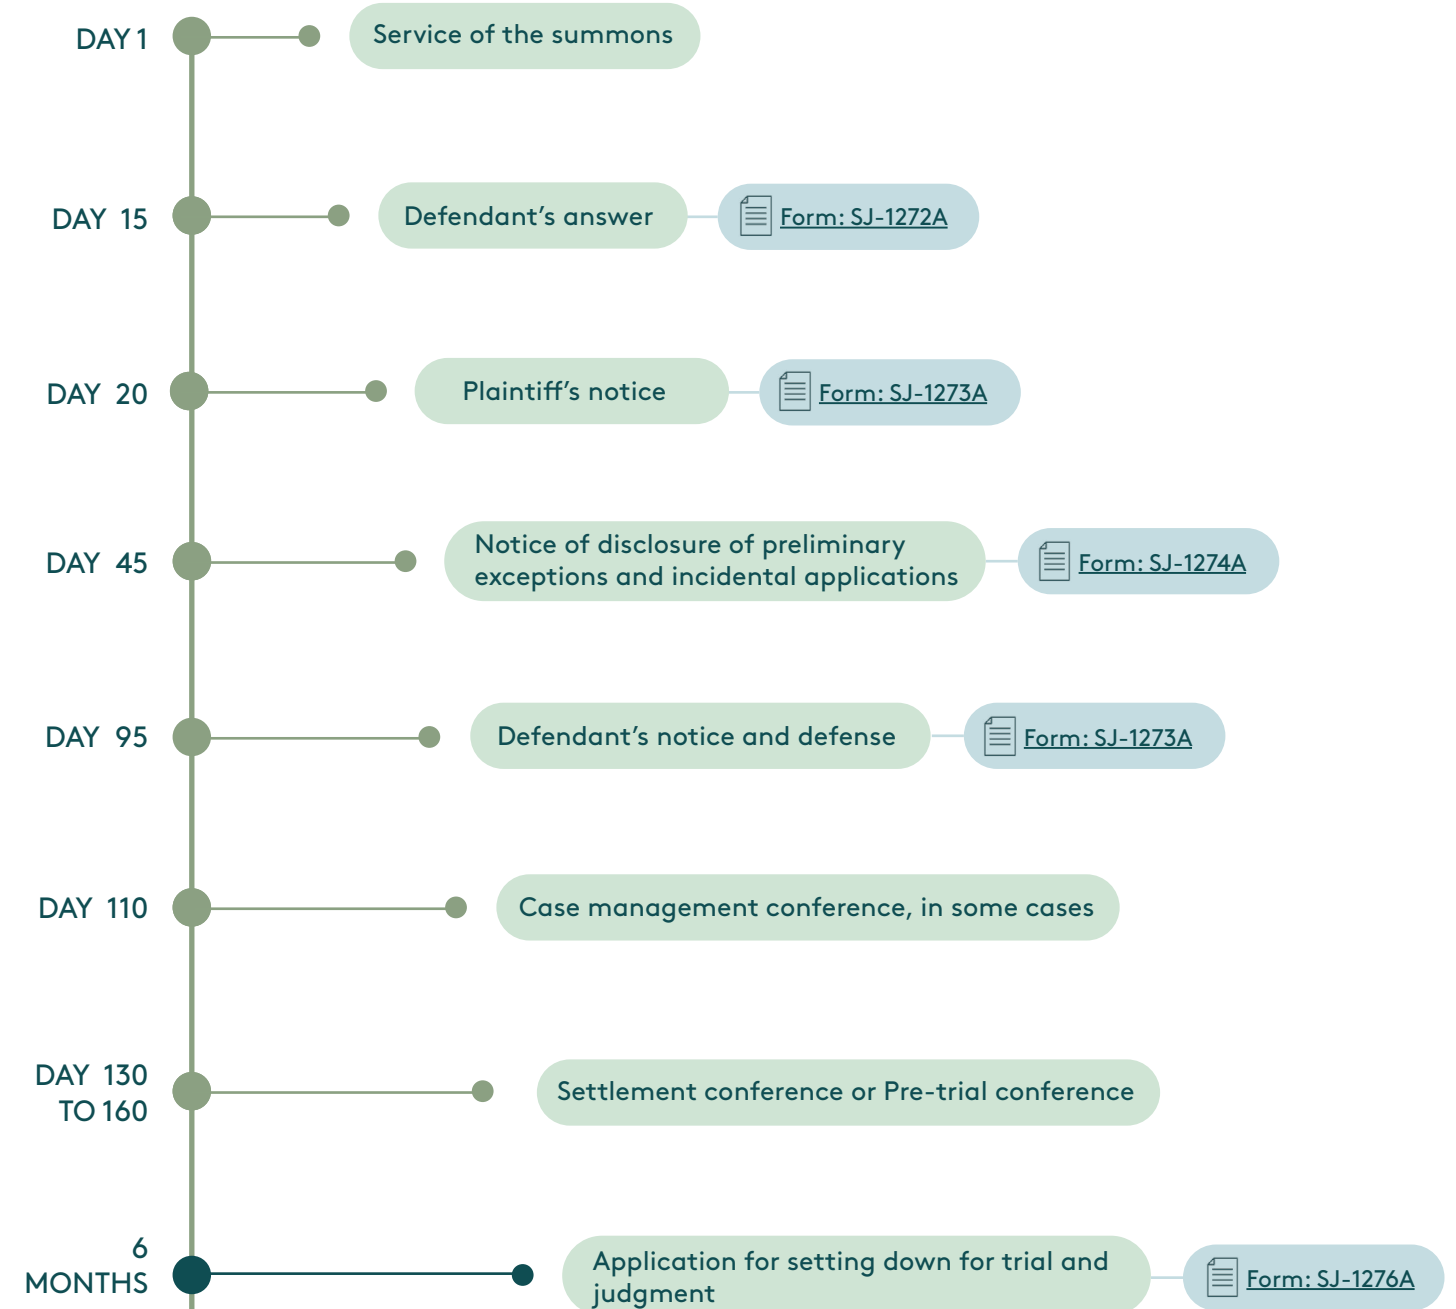 DAY 1
Service of the summons
DAY 15
Defendant's answer
Form: SJ-1272A
DAY 20
Plaintiff's notice
Form: SJ-1273A
DAY 45
Notice of disclosure of preliminary
exceptions and incidental applications
Form: SJ-1274A
DAY 95
Defendant's notice and defense
Form: SJ-1273A
DAY 110
Case management conference, in some cases
DAY 130
TO 160
Settlement conference or Pre-trial conference
6
MONTHS
Application for setting down for trial and
judgment
Form: SJ-1276A